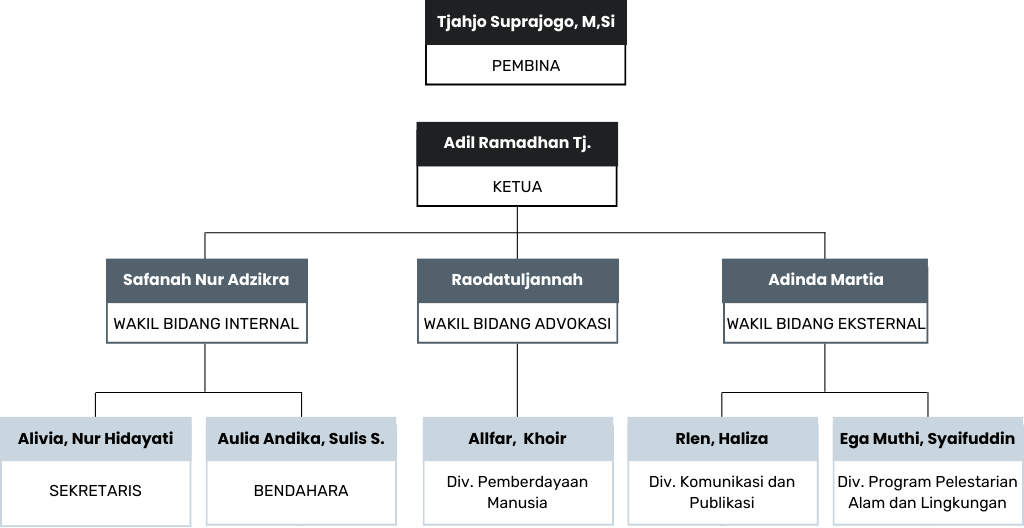 Tjahjo Suprajogo, M,Si
PEMBINA
Adil Ramadhan Tj.
KETUA
Safanah Nur Adzikra
WAKIL BIDANG INTERNAL
Raodatuljannah
WAKIL BIDANG ADVOKASI
Adinda Martia
WAKIL BIDANG EKSTERNAL
Alivia, Nur Hidayati
SEKRETARIS
Aulia Andika, Sulis S.
BENDAHARA
Allfar, Khoir
Div. Pemberdayaan
Manusia
Rlen, Haliza
Div. Komunikasi dan
Publikasi
Ega Muthi, Syaifuddin
Div. Program Pelestarian
Alam dan Lingkungan